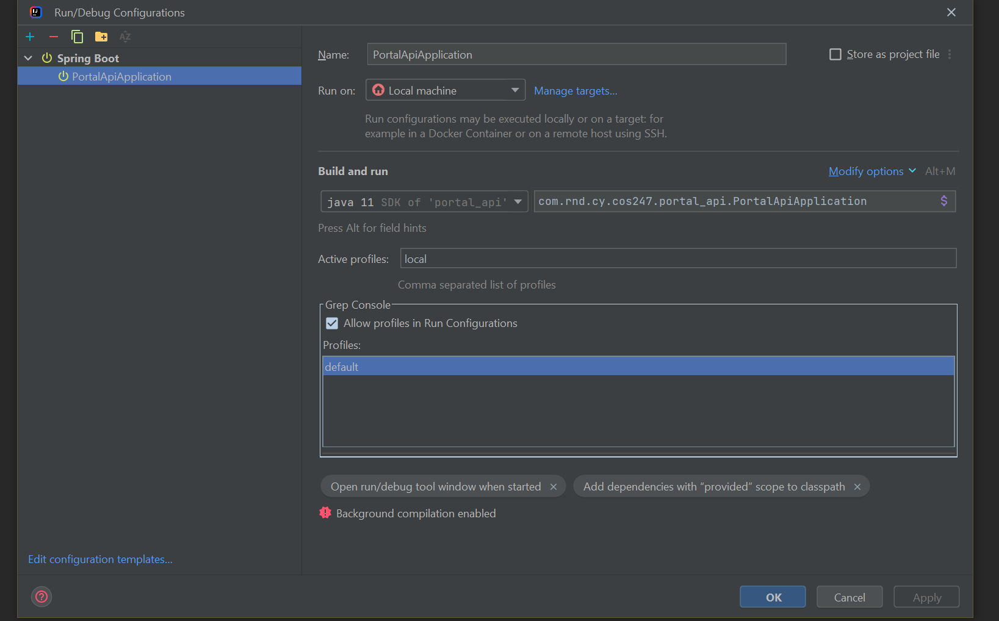 Run/Debug Configurations
AZ
Spring Boot
PortalApiApplication
Name:
PortalApiApplication
Store as project file
Run on:
Local machine
Manage targets...
Run configurations may be executed locally or on a target: for
example in a Docker Container or on a remote host using SSH.
Build and run
Modify options
Alt+M
java 11 SDK of 'portal_api'
com.rnd.cy.cos247.portal_api.PortalApiApplication
Press Alt for field hints
Active profiles:
local
Comma separated list of profiles
Grep Console
Allow profiles in Run Configurations
Profiles:
default
Open run/debug tool window when started
Add dependencies with “provided” scope to classpath
Background compilation enabled
Edit configuration templates...
OK
Cancel
Apply